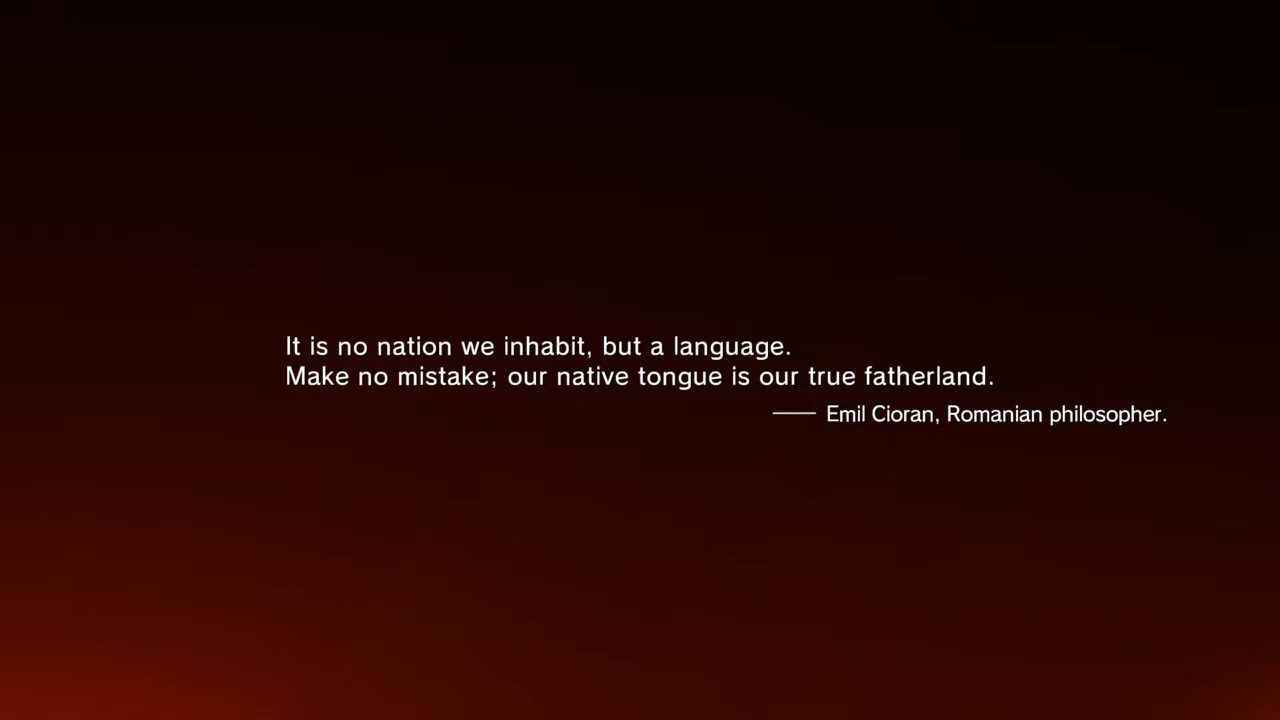 It is no nation we inhabit, but a language.
Make no mistake; our native tongue is our true fatherland.
—— Emil Cioran, Romanian philosopher.